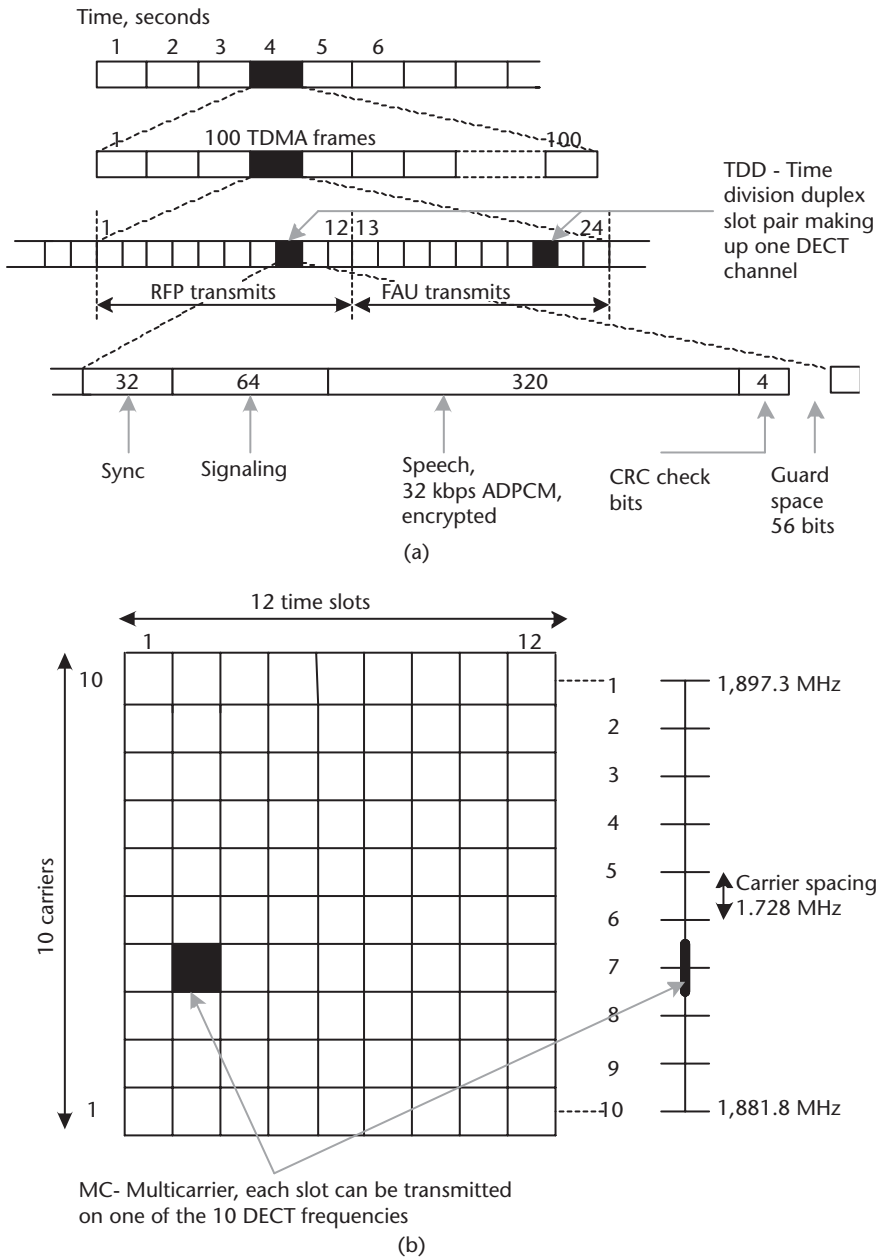 Time, seconds
1 2 3 4 5 6
1 100 TDMA frames 100
TDD - Time
division duplex
slot pair making
up one DECT
channel
1 12 13 24
RFP transmits FAU transmits
32 64 320 4
Sync
Signaling
Speech,
32 kbps ADPCM,
encrypted
CRC check
bits
Guard
space
56 bits
(a)
12 time slots
1 12
10 carriers
10
1
1 1,897.3 MHz
2
3
4
5
Carrier spacing
1.728 MHz
6
7
8
9
10 1,881.8 MHz
MC- Multicarrier, each slot can be transmitted
on one of the 10 DECT frequencies
(b)